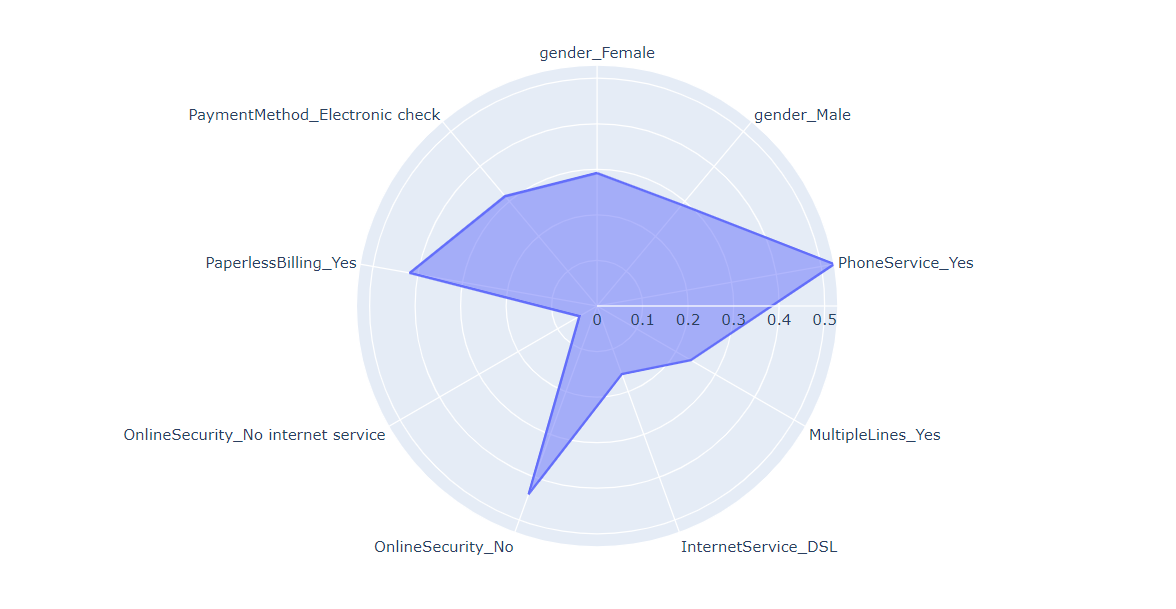 gender_Female
PaymentMethod_Electronic check
gender_Male
PaperlessBilling_Yes
PhoneService_Yes
0 0.1 0.2 0.3 0.4 0.5
OnlineSecurity_No internet service
MultipleLines_Yes
OnlineSecurity_No
InternetService_DSL